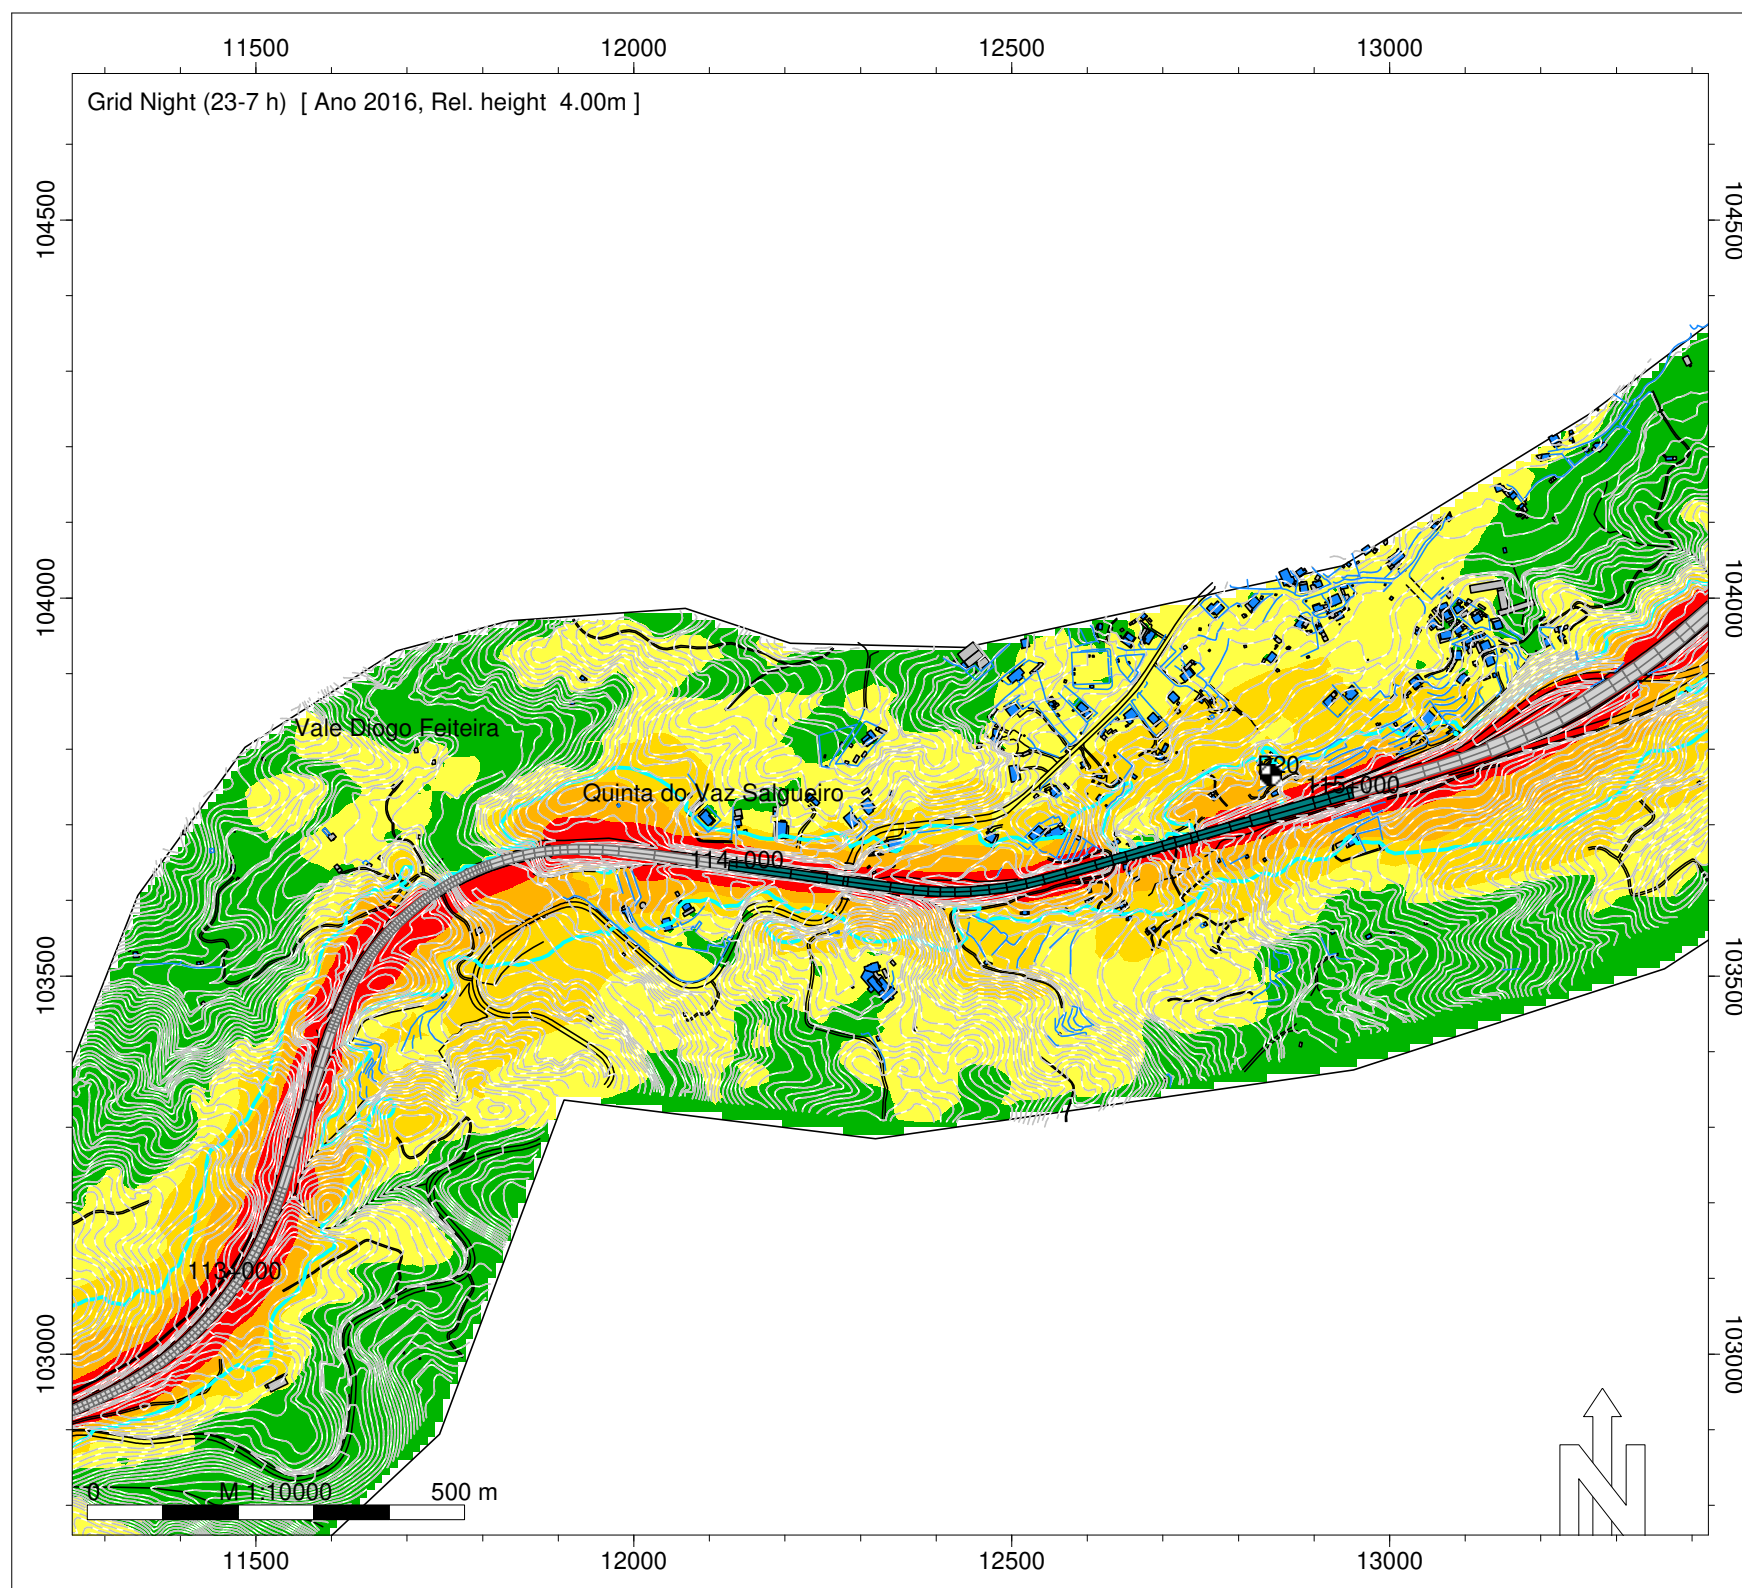 11500 12000 12500 13000
Grid Night (23-7 h) [ Ano 2016, Rel. height 4.00m ]
104500 104500
104000 104000
Vale Diogo Feiteira
Quinta do Vaz Salgueiro
P20
115+000
114+000
103500 103500
113+000
103000 103000
0 M 1:10000 500 m
N
11500 12000 12500 13000